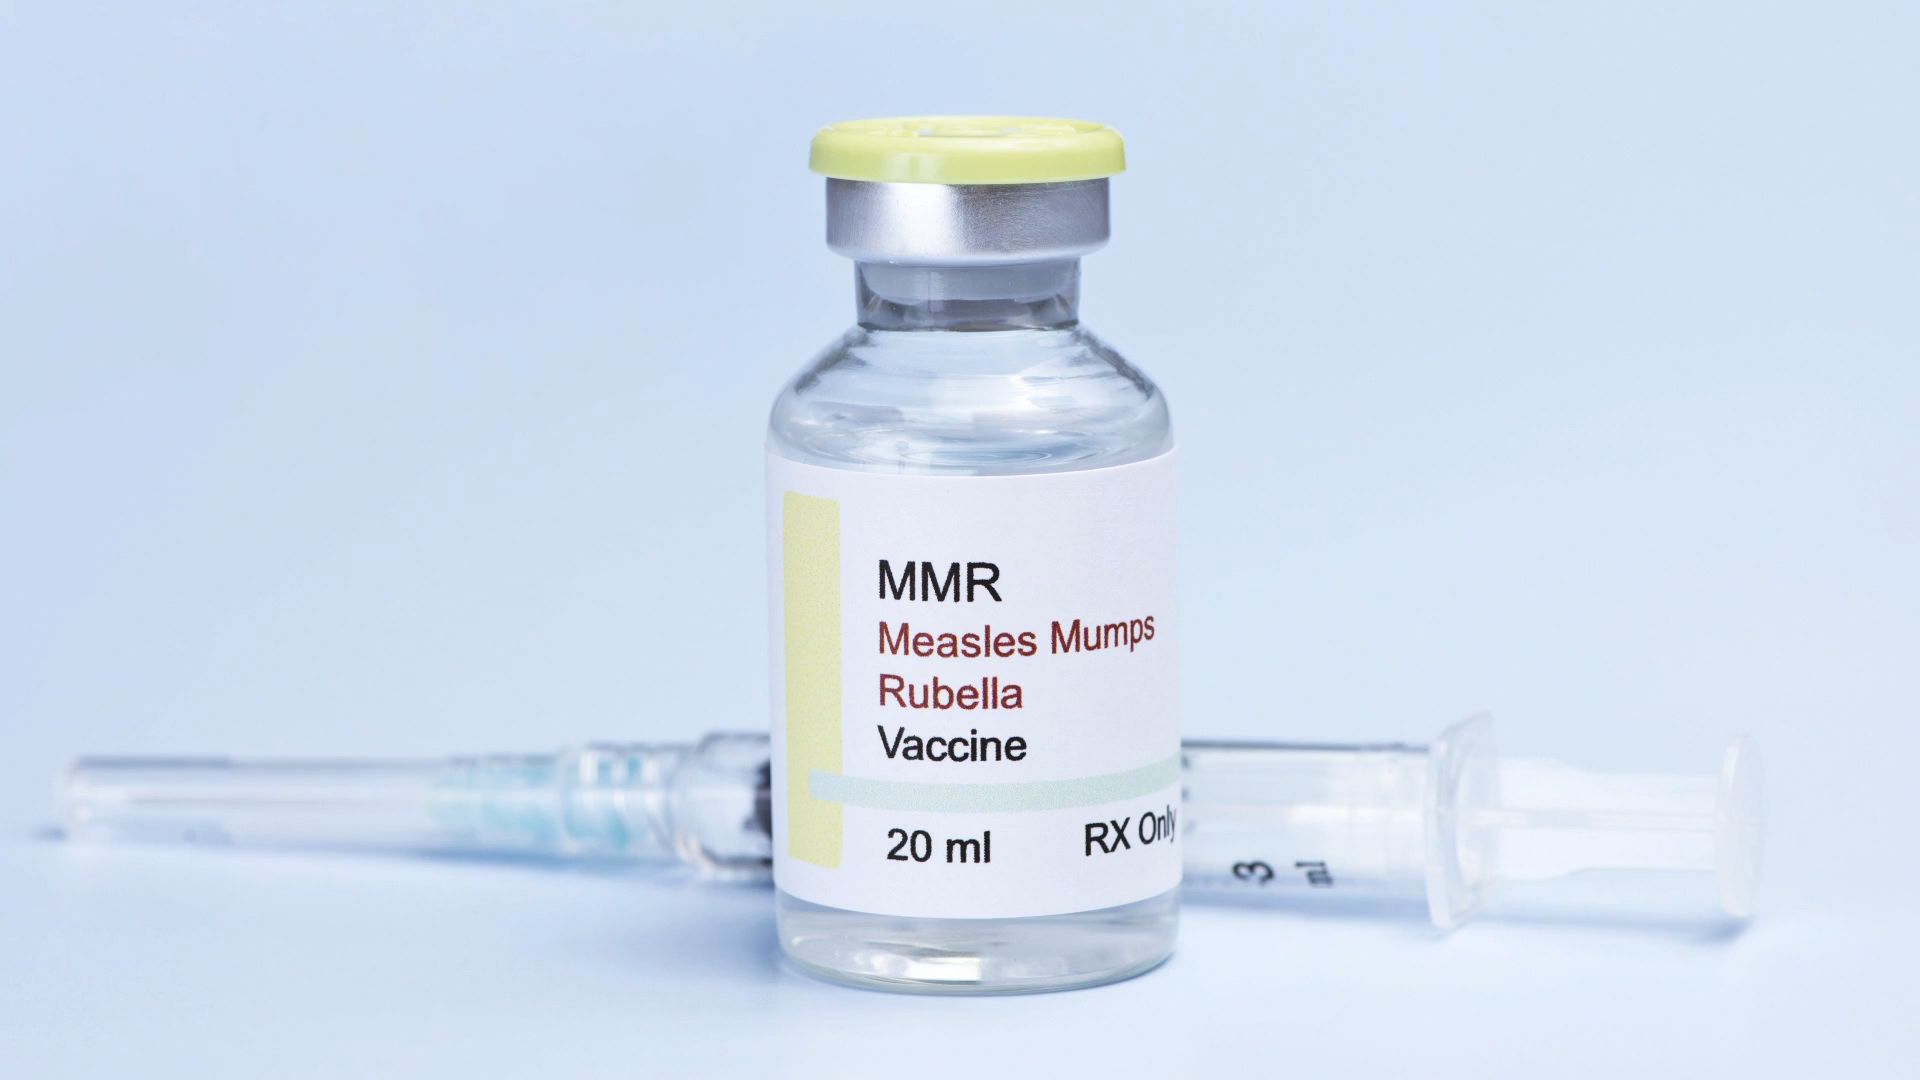 MMR
Measles Mumps
Rubella
Vaccine
20 ml
RX Only
3
ml